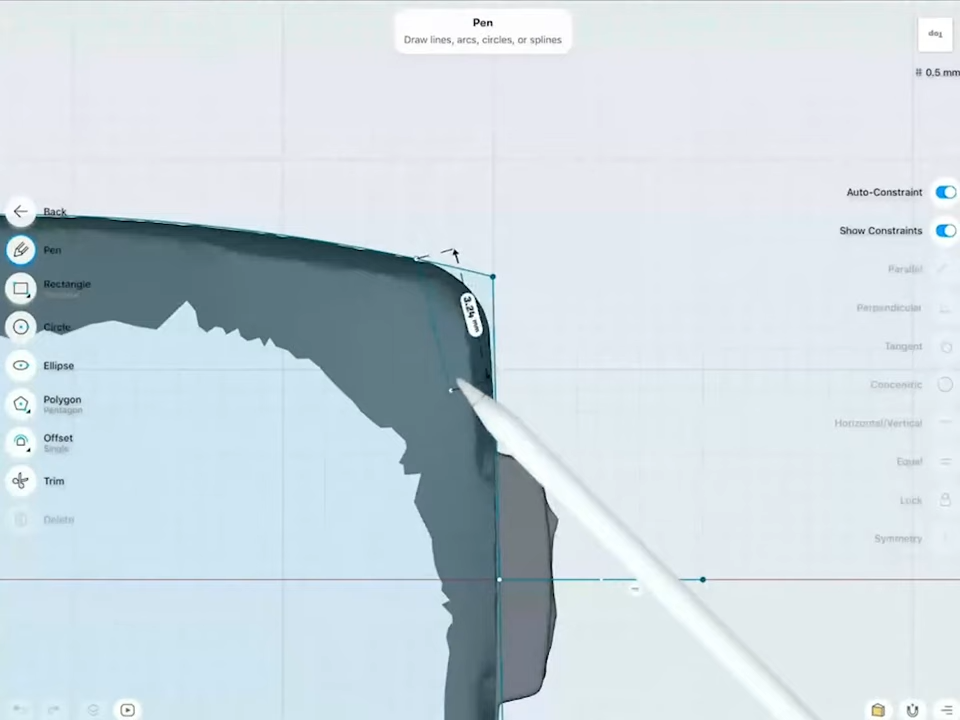 Pen
Draw lines, arcs, circles, or splines
Top
0.5 mm
Auto-Constraint
Show Constraints
Parallel
Perpendicular
Tangent
Concentric
Horizontal/Vertical
Equal
Lock
Symmetry
Back
Pen
Rectangle
Circle
Ellipse
Polygon
Pentagon
Offset
Single
Trim
Delete
3.24 mm